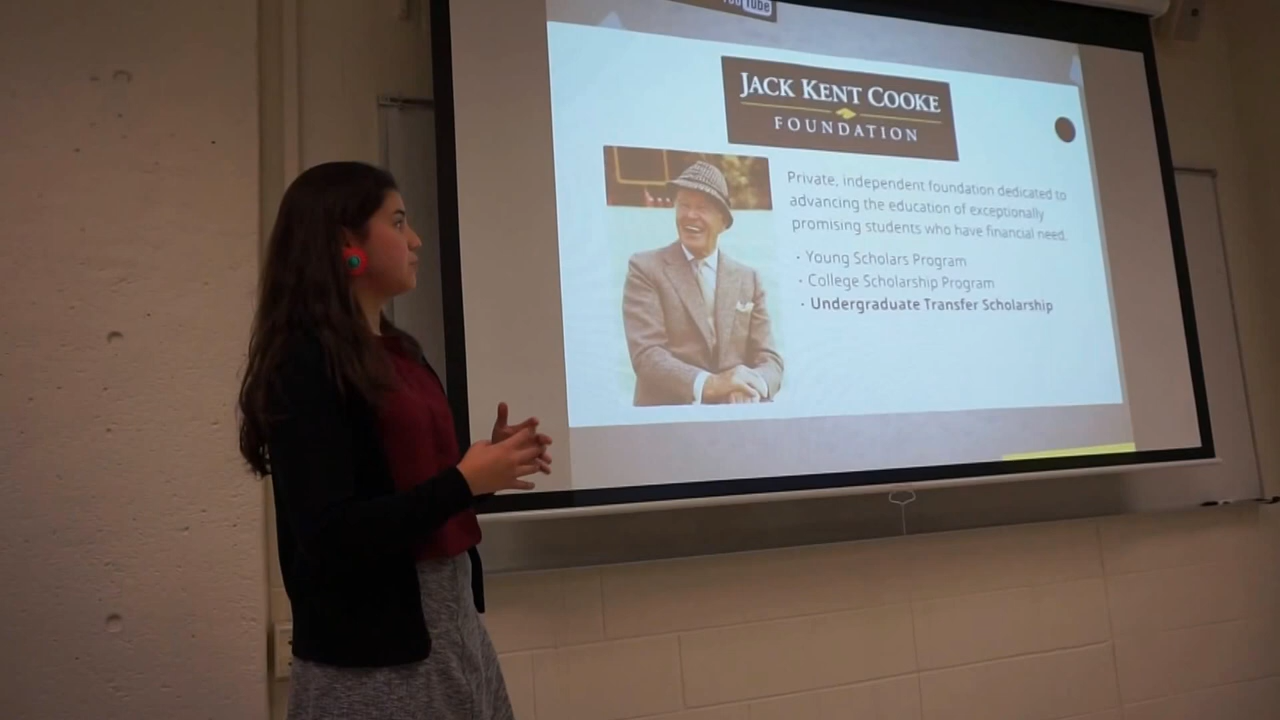 YouTube
JACK KENT COOKE
FOUNDATION
Private, independent foundation dedicated to
advancing the education of exceptionally
promising students who have financial need.
· Young Scholars Program
· College Scholarship Program
· Undergraduate Transfer Scholarship